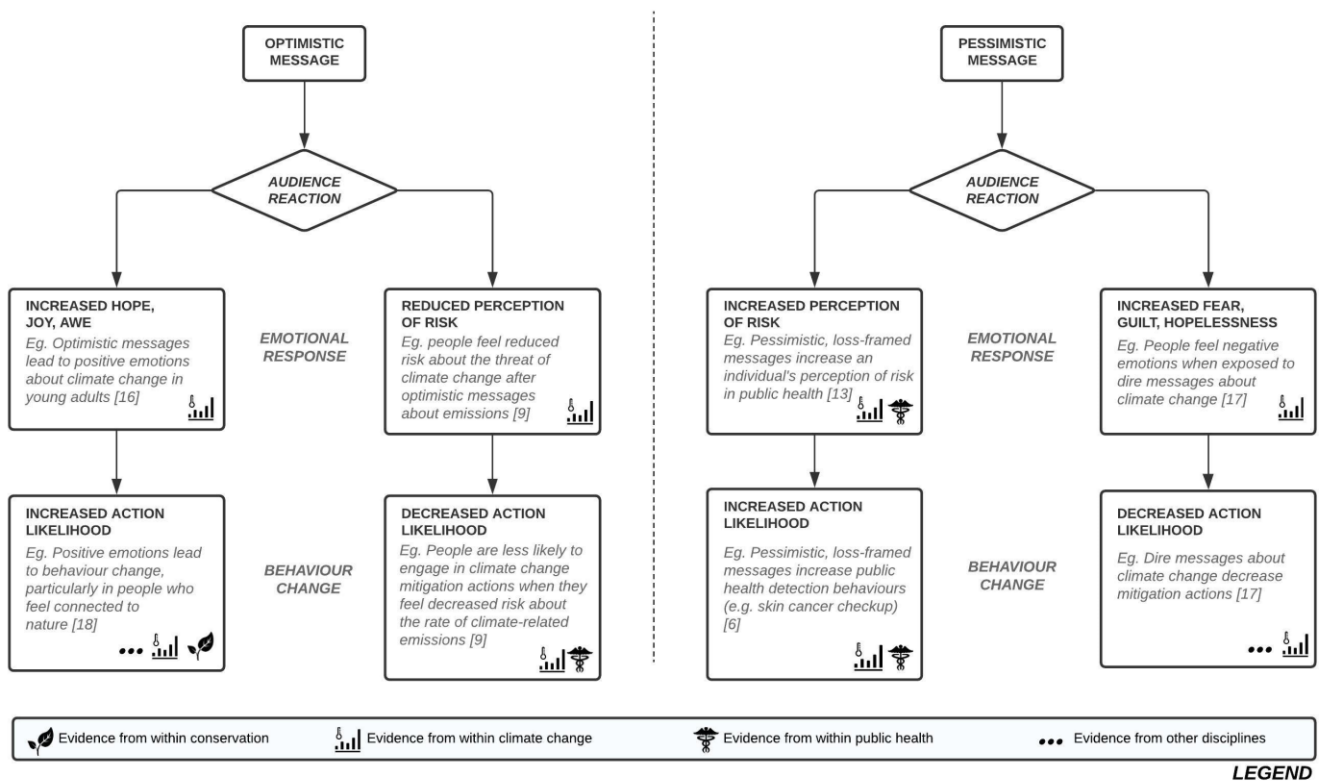 OPTIMISTIC
MESSAGE
AUDIENCE
REACTION
INCREASED HOPE,
JOY, AWE
Eg. Optimistic messages
lead to positive emotions
about climate change in
young adults [16]
EMOTIONAL
RESPONSE
REDUCED PERCEPTION
OF RISK
Eg. people feel reduced
risk about the threat of
climate change after
optimistic messages
about emissions [9]
INCREASED ACTION
LIKELIHOOD
Eg. Positive emotions lead
to behaviour change,
particularly in people who
feel connected to
nature [18]
BEHAVIOUR
CHANGE
DECREASED ACTION
LIKELIHOOD
Eg. People are less likely to
engage in climate change
mitigation actions when they
feel decreased risk about
the rate of climate-related
emissions [9]
PESSIMISTIC
MESSAGE
AUDIENCE
REACTION
INCREASED PERCEPTION
OF RISK
Eg. Pessimistic, loss-framed
messages increase an
individual's perception of risk
in public health [13]
EMOTIONAL
RESPONSE
INCREASED FEAR,
GUILT, HOPELESSNESS
Eg. People feel negative
emotions when exposed to
dire messages about
climate change [17]
INCREASED ACTION
LIKELIHOOD
Eg. Pessimistic, loss-framed
messages increase public
health detection behaviours
(e.g. skin cancer checkup)
[6]
BEHAVIOUR
CHANGE
DECREASED ACTION
LIKELIHOOD
Eg. Dire messages about
climate change decrease
mitigation actions [17]
Evidence from within conservation
Evidence from within climate change
Evidence from within public health
Evidence from other disciplines
LEGEND